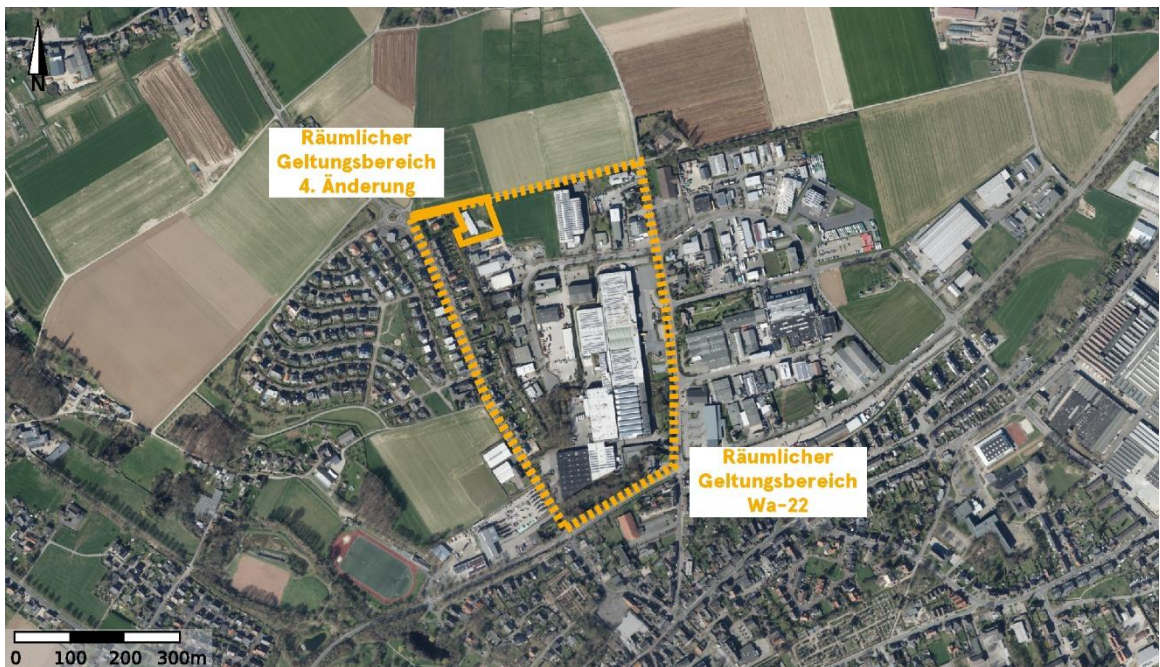 N
Räumlicher
Geltungsbereich
4. Änderung
Räumlicher
Geltungsbereich
Wa-22
0 100 200 300m